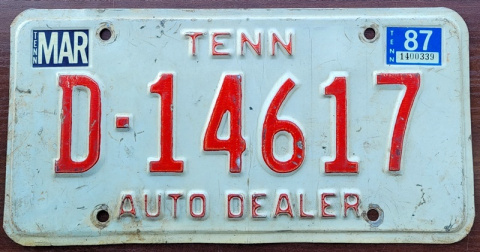 TENN MAR
TENN
TENN 87
1400339
D-14617
AUTO DEALER